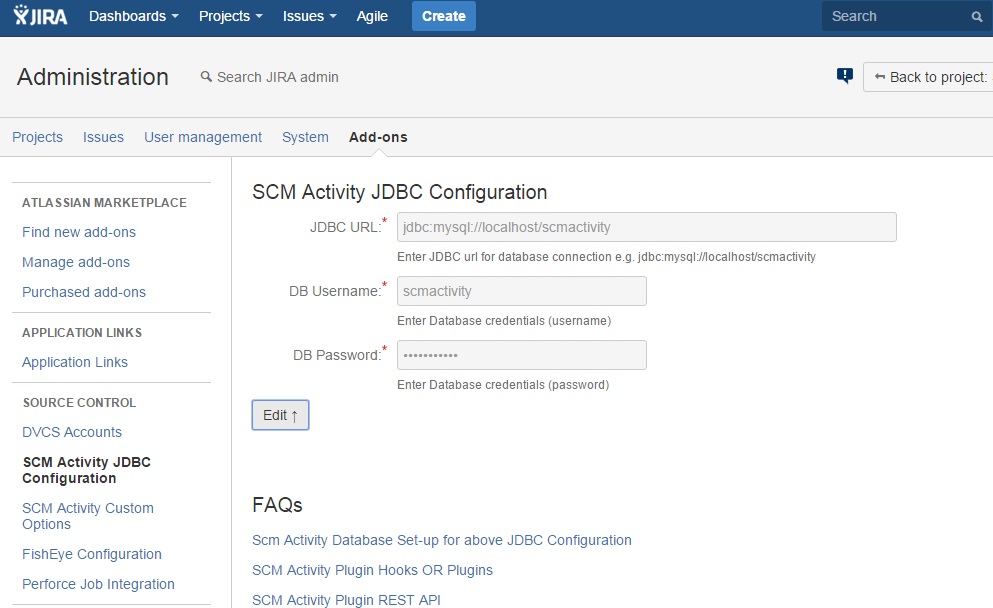 JIRA Dashboards Projects Issues Agile Create Search
Administration Search JIRA admin Back to project:
Projects Issues User management System Add-ons
ATLASSIAN MARKETPLACE
Find new add-ons
Manage add-ons
Purchased add-ons
APPLICATION LINKS
Application Links
SOURCE CONTROL
DVCS Accounts
SCM Activity JDBC
Configuration
SCM Activity Custom
Options
FishEye Configuration
Perforce Job Integration
SCM Activity JDBC Configuration
JDBC URL:* jdbc:mysql://localhost/scmactivity
Enter JDBC url for database connection e.g. jdbc:mysql://localhost/scmactivity
DB Username:* scmactivity
Enter Database credentials (username)
DB Password:* •••••••••••
Enter Database credentials (password)
Edit ↑
FAQs
Scm Activity Database Set-up for above JDBC Configuration
SCM Activity Plugin Hooks OR Plugins
SCM Activity Plugin REST API